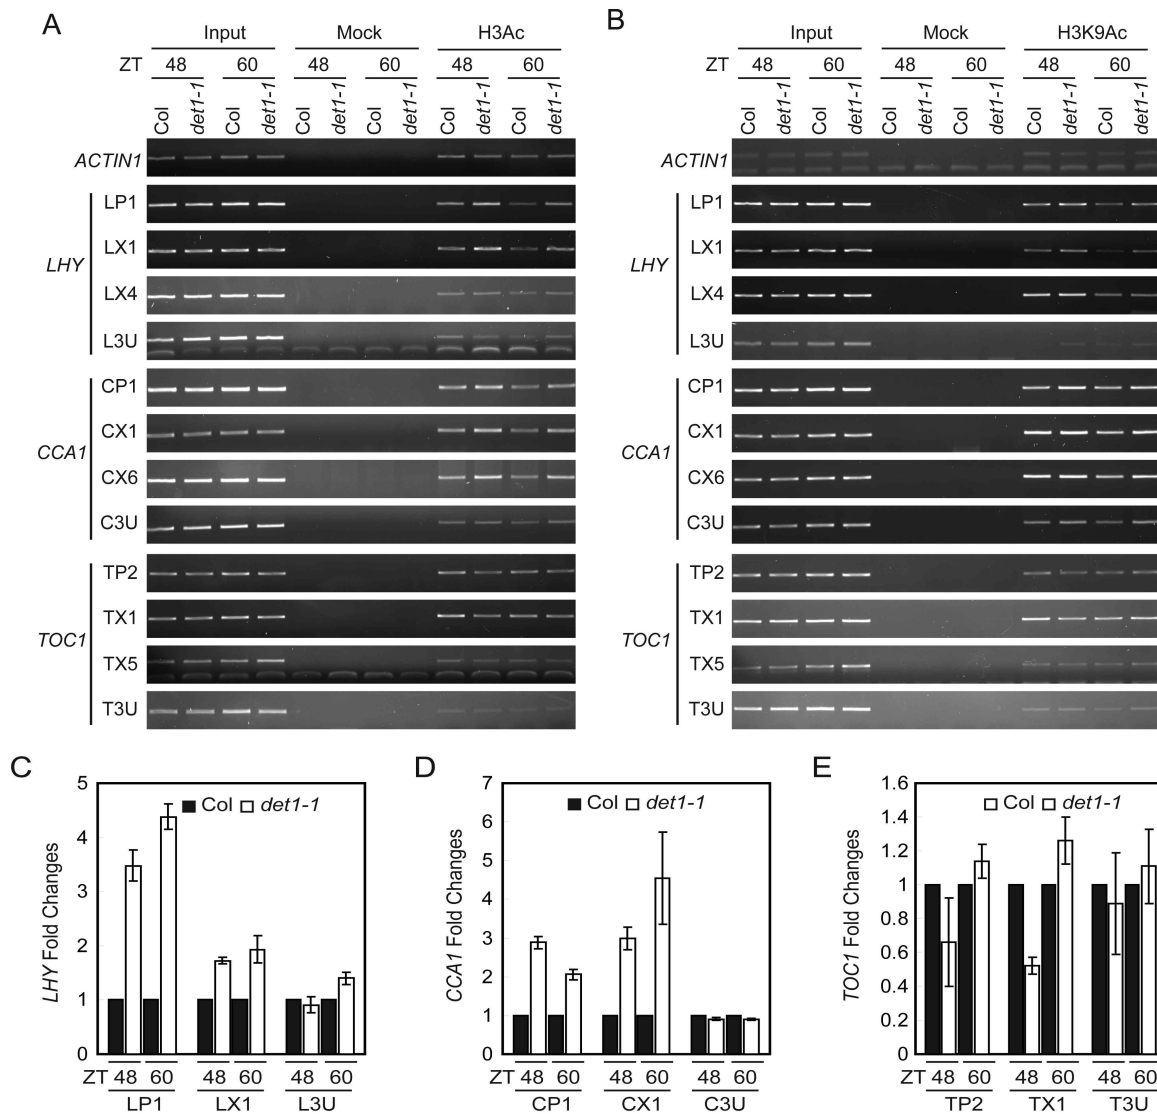 A
Input Mock H3Ac
ZT 48 60 48 60 48 60
Col det1-1 Col det1-1 Col det1-1 Col det1-1 Col det1-1 Col det1-1
ACTIN1
LP1
LX1
LHY
LX4
L3U
CP1
CX1
CCA1
CX6
C3U
TP2
TX1
TOC1
TX5
T3U
B
Input Mock H3K9Ac
ZT 48 60 48 60 48 60
Col det1-1 Col det1-1 Col det1-1 Col det1-1 Col det1-1 Col det1-1
ACTIN1
LP1
LX1
LHY
LX4
L3U
CP1
CX1
CCA1
CX6
C3U
TP2
TX1
TOC1
TX5
T3U
C
LHY Fold Changes
5
4
3
2
1
0
Col det1-1
ZT 48 60 48 60 48 60
LP1 LX1 L3U
D
CCA1 Fold Changes
7
6
5
4
3
2
1
0
Col det1-1
ZT 48 60 48 60 48 60
CP1 CX1 C3U
E
TOC1 Fold Changes
1.6
1.4
1.2
1
0.8
0.6
0.4
0.2
0
Col det1-1
ZT 48 60 48 60 48 60
TP2 TX1 T3U